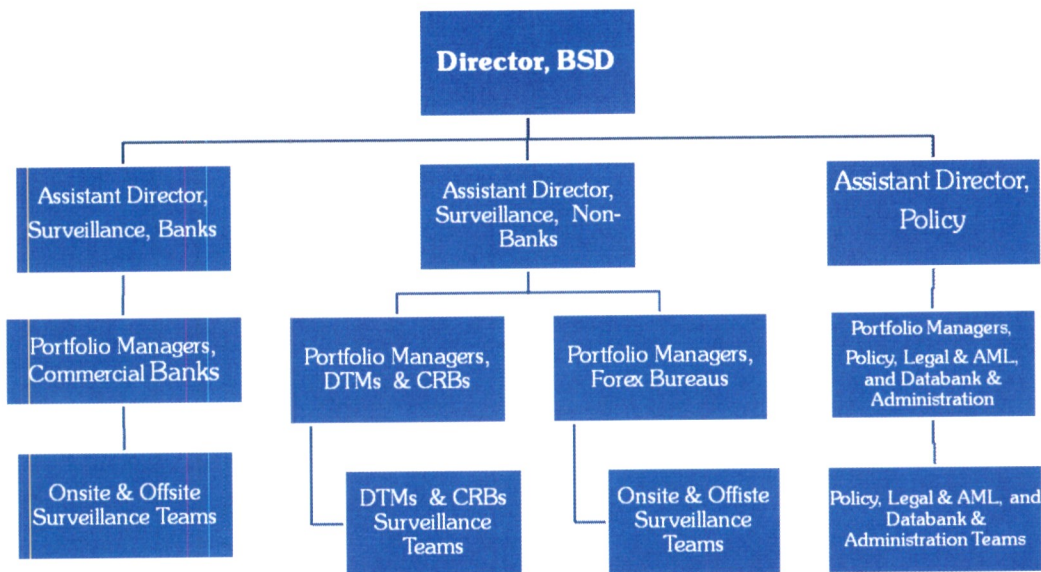 Director, BSD
Assistant Director,
Surveillance, Banks
Assistant Director,
Surveillance, Non-
Banks
Assistant Director,
Policy
Portfolio Managers,
Commercial Banks
Portfolio Managers,
DTMs & CRBs
Portfolio Managers,
Forex Bureaus
Portfolio Managers,
Policy, Legal & AML,
and Databank &
Administration
Onsite & Offsite
Surveillance Teams
DTMs & CRBs
Surveillance
Teams
Onsite & Offiste
Surveillance
Teams
Policy, Legal & AML, and
Databank &
Administration Teams